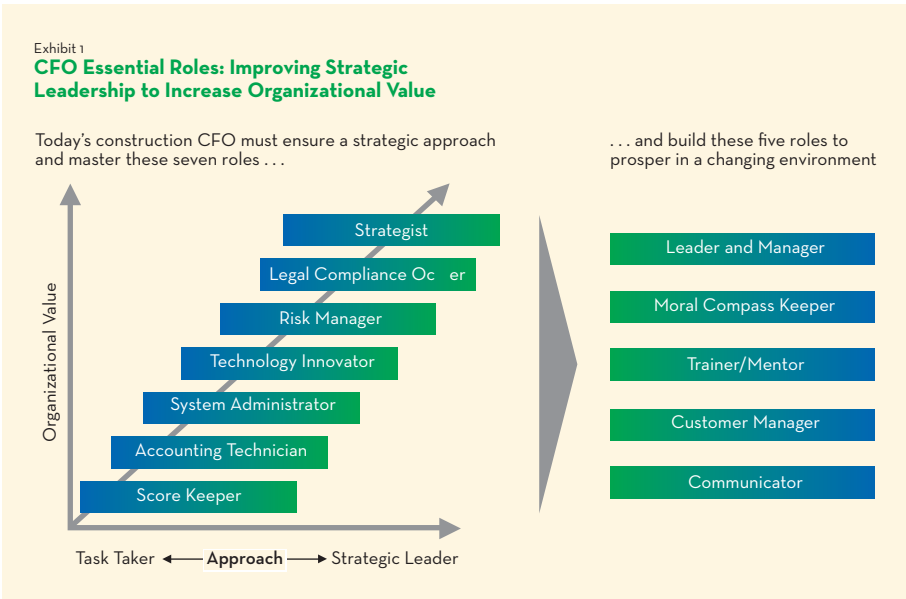 Exhibit 1
CFO Essential Roles: Improving Strategic
Leadership to Increase Organizational Value
Today's construction CFO must ensure a strategic approach
and master these seven roles . . .
. . . and build these five roles to
prosper in a changing environment
Organizational Value
Strategist
Legal Compliance Oc er
Risk Manager
Technology Innovator
System Administrator
Accounting Technician
Score Keeper
Task Taker Approach Strategic Leader
Leader and Manager
Moral Compass Keeper
Trainer/Mentor
Customer Manager
Communicator